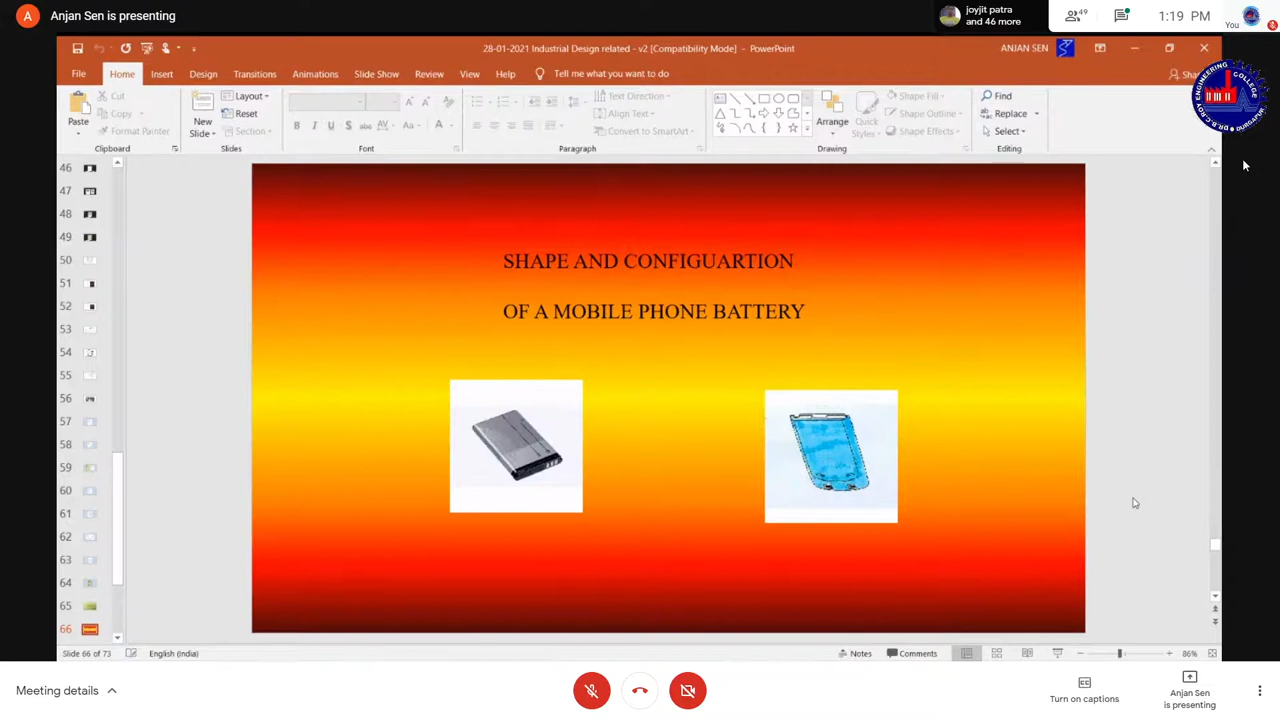 A Anjan Sen is presenting
joyjit patra
and 46 more
49
1:19 PM
You
28-01-2021 Industrial Design related - v2 [Compatibility Mode] - PowerPoint
ANJAN SEN
File Home Insert Design Transitions Animations Slide Show Review View Help Tell me what you want to do
Paste
Cut
Copy
Format Painter
Clipboard
New
Slide
Layout
Reset
Section
Slides
B I U S abc AV Aa A
Font
Text Direction
Align Text
Convert to SmartArt
Paragraph
Arrange
Quick
Styles
Shape Fill
Shape Outline
Shape Effects
Drawing
Find
Replace
Select
Editing
46
47
48
49
50
51
52
53
54
55
56
57
58
59
60
61
62
63
64
65
66
SHAPE AND CONFIGUARTION
OF A MOBILE PHONE BATTERY
Slide 66 of 73 English (India) Notes Comments 86%
Meeting details
CC
Turn on captions
Anjan Sen
is presenting